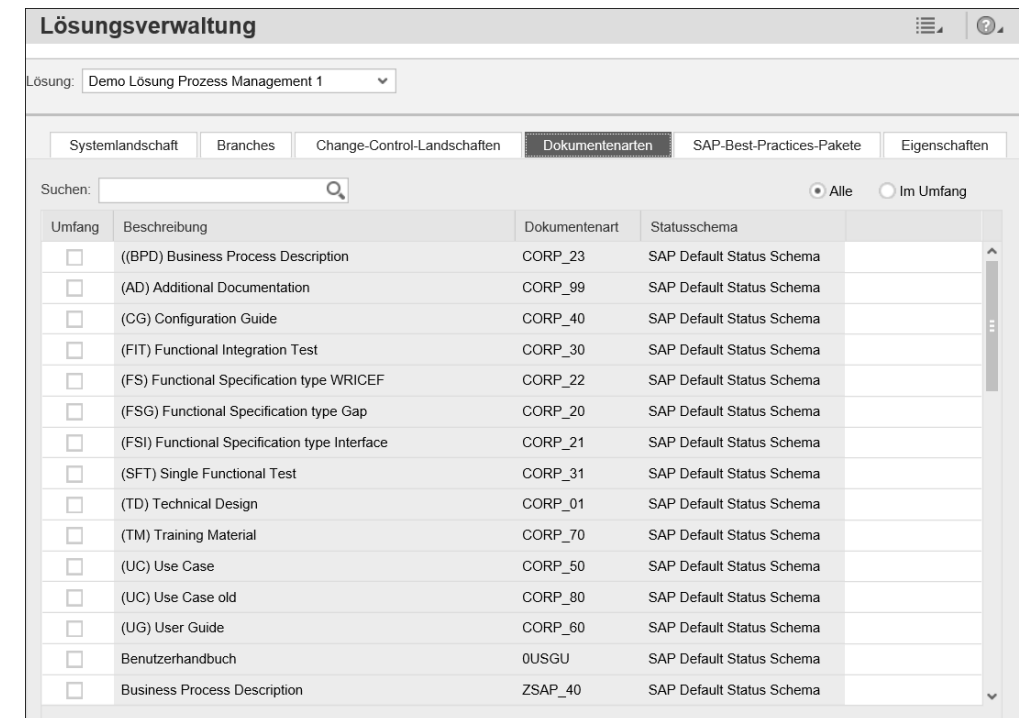 Lösungsverwaltung
Lösung: Demo Lösung Prozess Management 1
Systemlandschaft Branches Change-Control-Landschaften Dokumentenarten SAP-Best-Practices-Pakete Eigenschaften
Suchen: Alle Im Umfang
Umfang Beschreibung Dokumentenart Statusschema
((BPD) Business Process Description CORP_23 SAP Default Status Schema
(AD) Additional Documentation CORP_99 SAP Default Status Schema
(CG) Configuration Guide CORP_40 SAP Default Status Schema
(FIT) Functional Integration Test CORP_30 SAP Default Status Schema
(FS) Functional Specification type WRICEF CORP_22 SAP Default Status Schema
(FSG) Functional Specification type Gap CORP_20 SAP Default Status Schema
(FSI) Functional Specification type Interface CORP_21 SAP Default Status Schema
(SFT) Single Functional Test CORP_31 SAP Default Status Schema
(TD) Technical Design CORP_01 SAP Default Status Schema
(TM) Training Material CORP_70 SAP Default Status Schema
(UC) Use Case CORP_50 SAP Default Status Schema
(UC) Use Case old CORP_80 SAP Default Status Schema
(UG) User Guide CORP_60 SAP Default Status Schema
Benutzerhandbuch 0USGU SAP Default Status Schema
Business Process Description ZSAP_40 SAP Default Status Schema